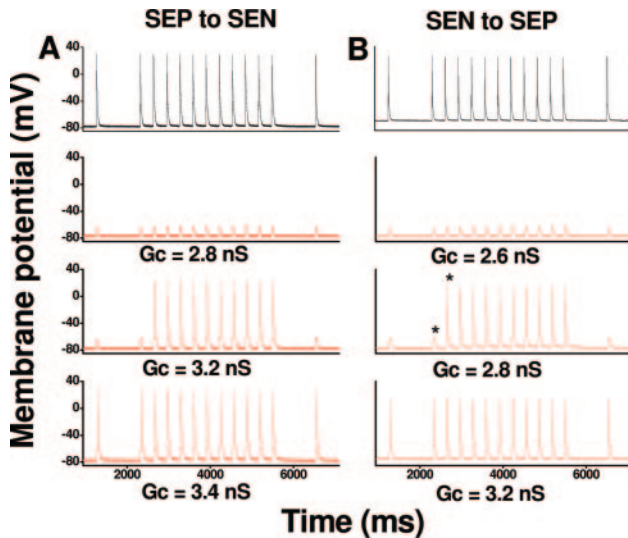 SEP to SEN
SEN to SEP
A
B
Membrane potential (mV)
40
0
-40
-80
40
0
-40
-80
Gc = 2.8 nS
Gc = 2.6 nS
40
0
-40
-80
*
*
Gc = 3.2 nS
Gc = 2.8 nS
40
0
-40
-80
2000
4000
6000
2000
4000
6000
Gc = 3.4 nS
Gc = 3.2 nS
Time (ms)